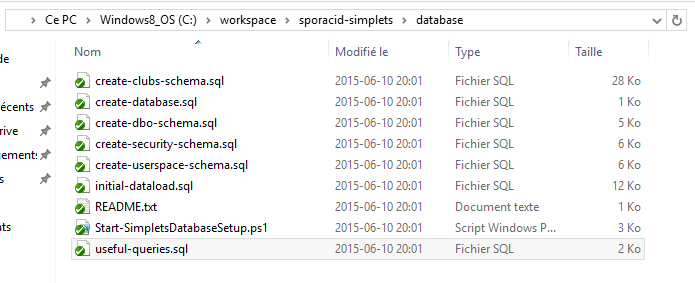 Ce PC > Windows8_OS (C:) > workspace > sporacid-simplets > database
Nom Modifié le Type Taille
create-clubs-schema.sql 2015-06-10 20:01 Fichier SQL 28 Ko
create-database.sql 2015-06-10 20:01 Fichier SQL 1 Ko
create-dbo-schema.sql 2015-06-10 20:01 Fichier SQL 5 Ko
create-security-schema.sql 2015-06-10 20:01 Fichier SQL 6 Ko
create-userspace-schema.sql 2015-06-10 20:01 Fichier SQL 6 Ko
initial-dataload.sql 2015-06-10 20:01 Fichier SQL 12 Ko
README.txt 2015-06-10 20:01 Document texte 1 Ko
Start-SimpletsDatabaseSetup.ps1 2015-06-10 20:01 Script Windows P... 3 Ko
useful-queries.sql 2015-06-10 20:01 Fichier SQL 2 Ko
de
écents
rive
gements
s
nts